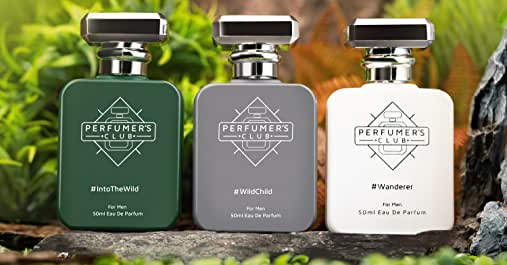 PERFUMER'S
CLUB
#IntoTheWild
For Men
50ml Eau De Parfum
PERFUMER'S
CLUB
#WildChild
For Men
50ml Eau De Parfum
PERFUMER'S
CLUB
#Wanderer
For Men
50ml Eau De Parfum